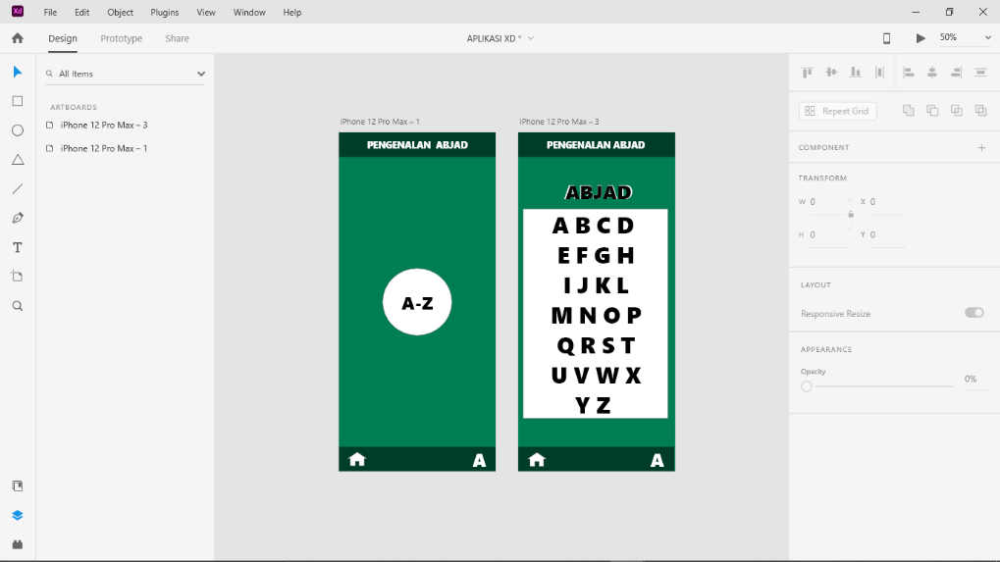 Xd File Edit Object Plugins View Window Help
Design Prototype Share
APLIKASI XD *
50%
All Items
ARTBOARDS
iPhone 12 Pro Max – 3
iPhone 12 Pro Max – 1
T
iPhone 12 Pro Max – 1
PENGENALAN ABJAD
A-Z
A
iPhone 12 Pro Max – 3
PENGENALAN ABJAD
ABJAD
A B C D
E F G H
I J K L
M N O P
Q R S T
U V W X
Y Z
A
Repeat Grid
COMPONENT
TRANSFORM
W 0 X 0
H 0 Y 0
LAYOUT
Responsive Resize
APPEARANCE
Opacity
0%